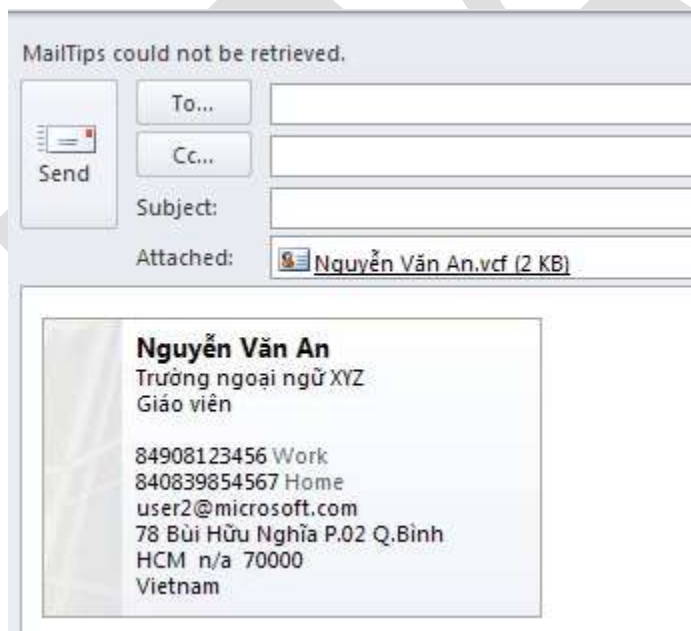 MailTips could not be retrieved.
To...
Cc...
Send
Subject:
Attached: Nguyễn Văn An.vcf (2 KB)
Nguyễn Văn An
Trường ngoại ngữ XYZ
Giáo viên
84908123456 Work
840839854567 Home
user2@microsoft.com
78 Bùi Hữu Nghĩa P.02 Q.Bình
HCM n/a 70000
Vietnam